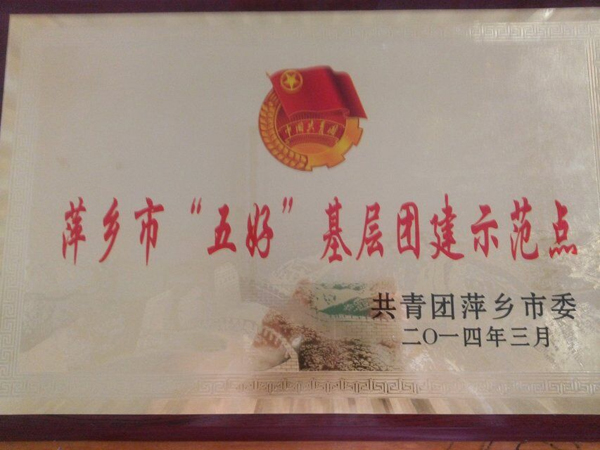 中国共青团
萍乡市“五好”基层团建示范点
共青团萍乡市委
二〇一四年三月